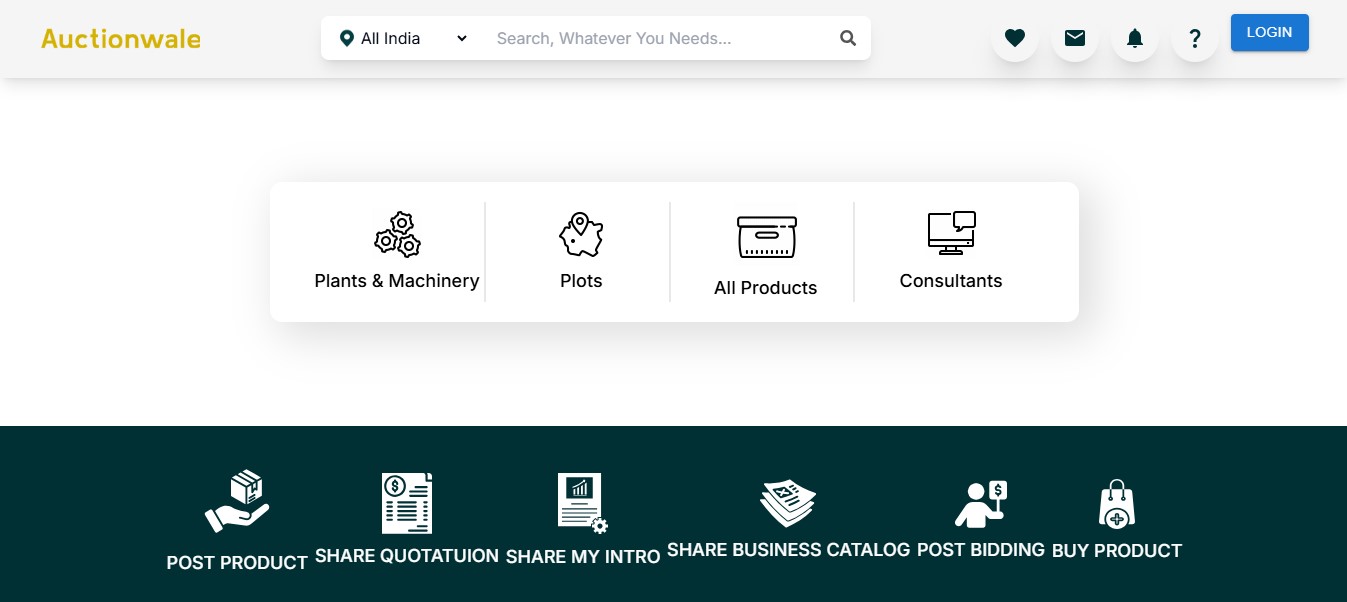 Auctionwale
All India
Search, Whatever You Needs...
?
LOGIN
Plants & Machinery
Plots
All Products
Consultants
POST PRODUCT
SHARE QUOTATUION
SHARE MY INTRO
SHARE BUSINESS CATALOG
POST BIDDING
BUY PRODUCT